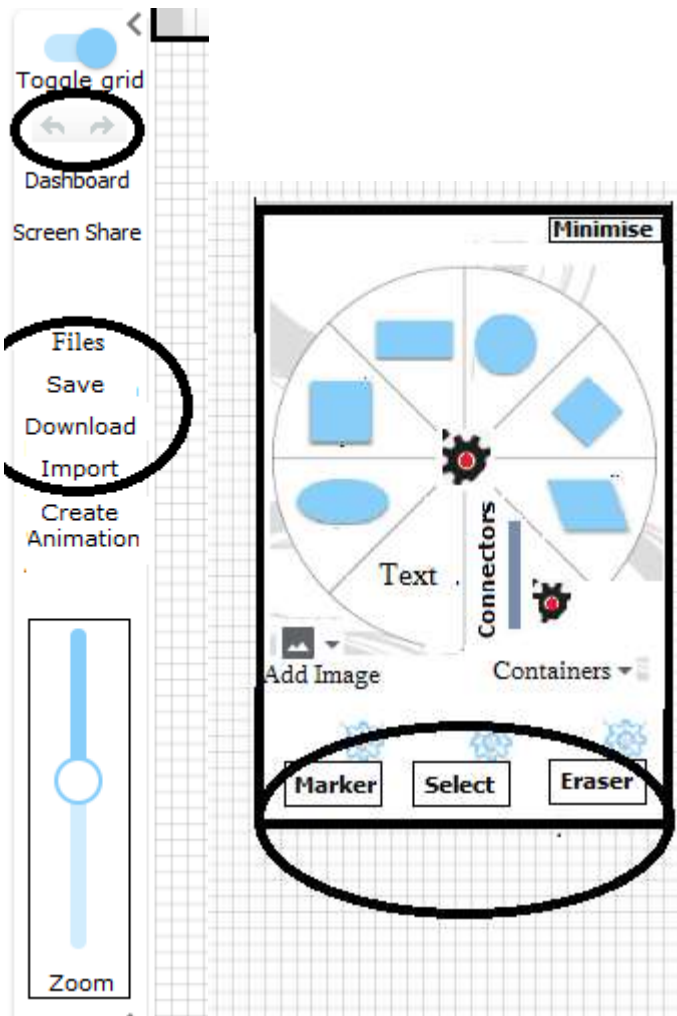 Toggle grid
Dashboard
Screen Share
Files
Save
Download
Import
Create
Animation
Zoom
Minimise
Text
Connectors
Add Image
Containers
Marker
Select
Eraser